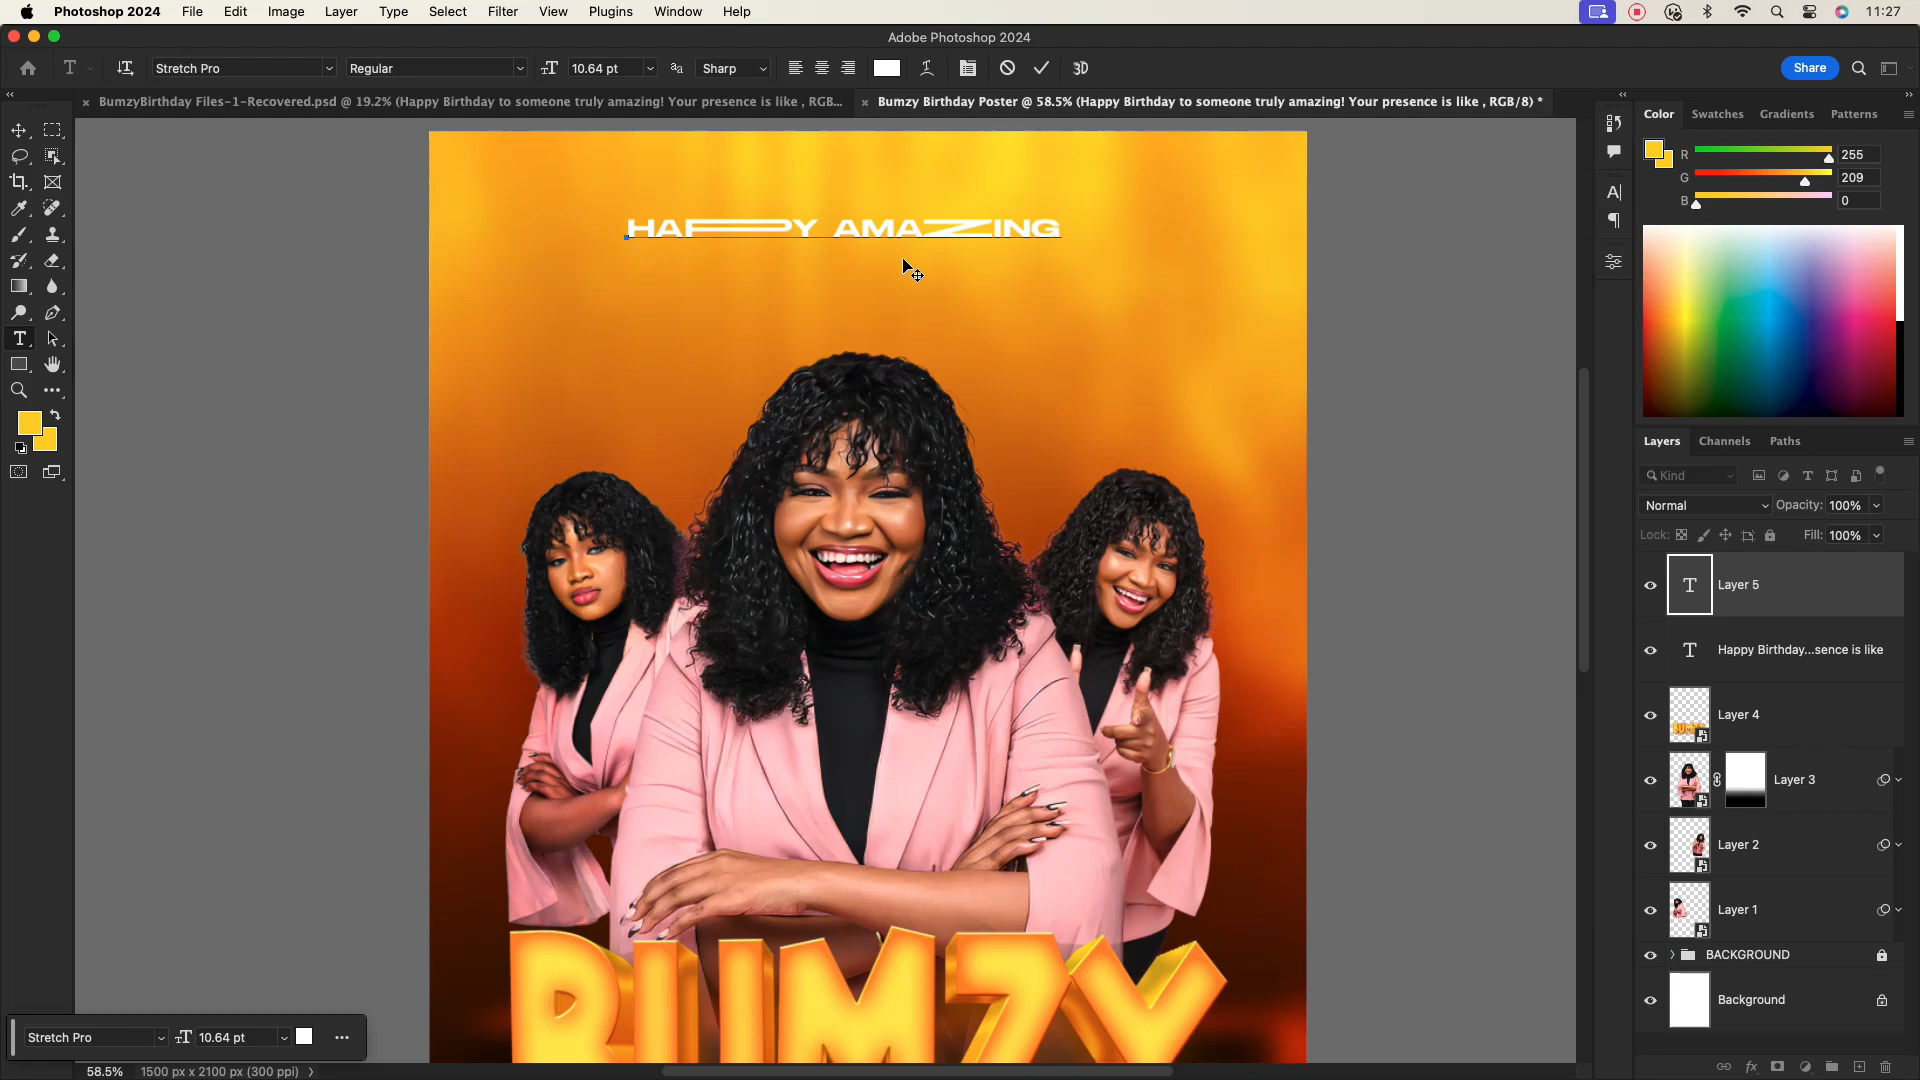 Photoshop 2024 File Edit Image Layer Type Select Filter View Plugins Window Help 11:27
Adobe Photoshop 2024
Stretch Pro Regular 10.64 pt Sharp 3D Share
BumzyBirthday Files-1-Recovered.psd @ 19.2% (Happy Birthday to someone truly amazing! Your presence is like , RGB...
Bumzy Birthday Poster @ 58.5% (Happy Birthday to someone truly amazing! Your presence is like , RGB/8) *
Color Swatches Gradients Patterns
R 255
G 209
B 0
HAPPY AMAZING
BUMZY
Layers Channels Paths
Kind
Normal Opacity: 100%
Lock: Fill: 100%
Layer 5
Happy Birthday...sence is like
Layer 4
Layer 3
Layer 2
Layer 1
BACKGROUND
Background
Stretch Pro 10.64 pt
58.5% 1500 px x 2100 px (300 ppi)